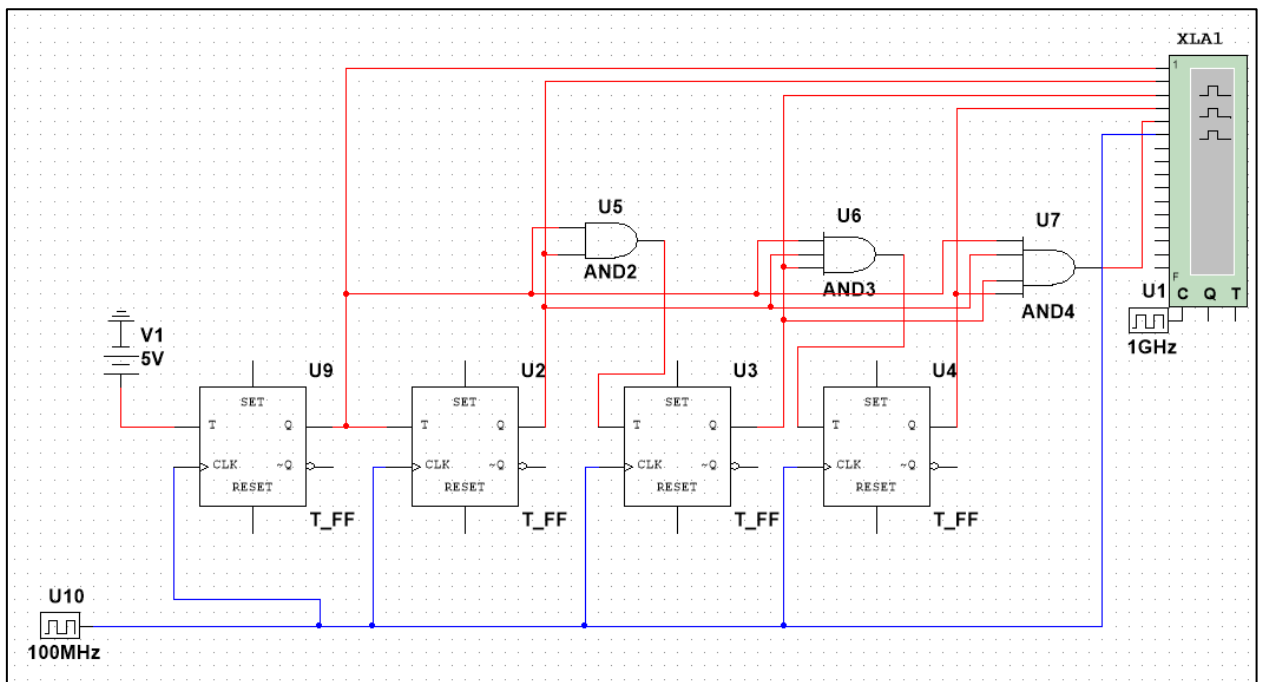 XLA1
1
U5
AND2
U6
AND3
U7
AND4
F
U1
C Q T
1GHz
V1
5V
U9
SET
T Q
CLK ~Q
RESET
T_FF
U2
SET
T Q
CLK ~Q
RESET
T_FF
U3
SET
T Q
CLK ~Q
RESET
T_FF
U4
SET
T Q
CLK ~Q
RESET
T_FF
U10
100MHz